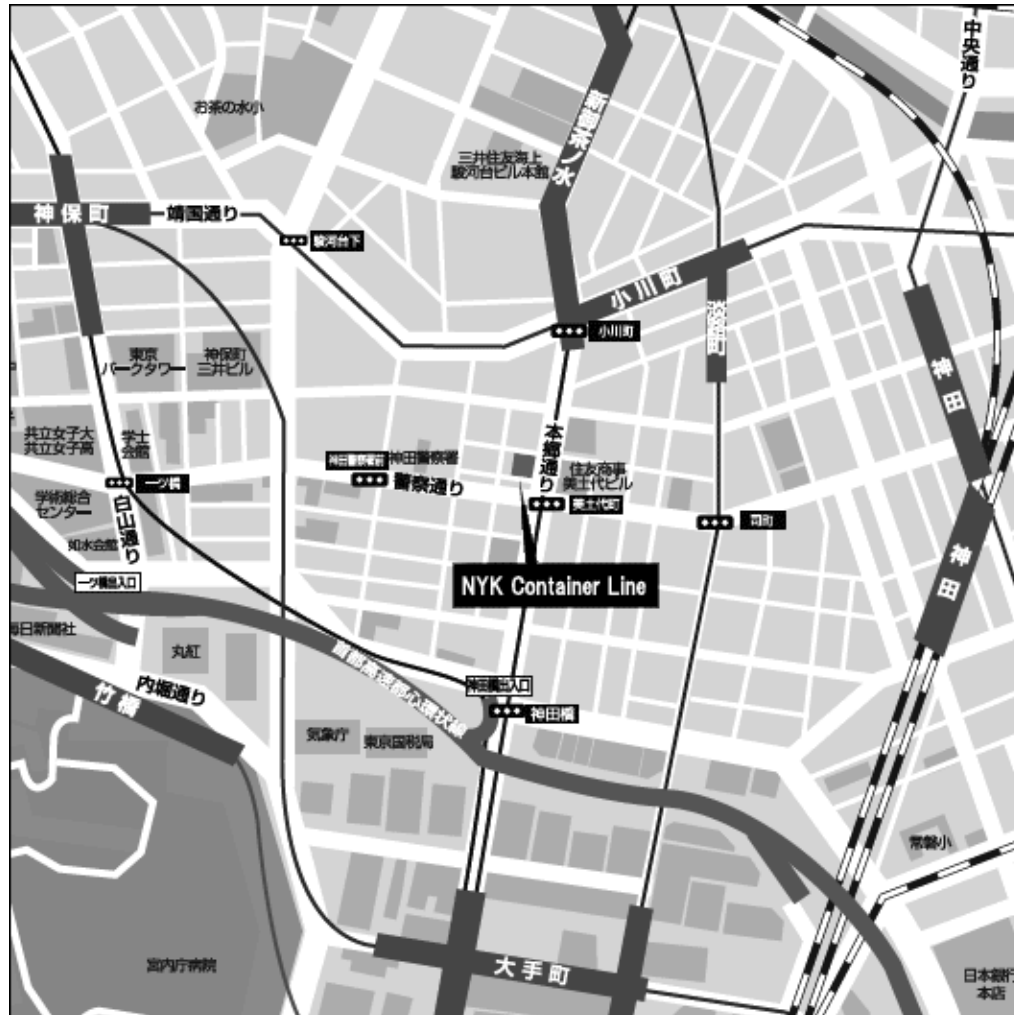 中央通り
お茶の水小
新御茶ノ水
三井住友海上
駿河台ビル本館
神保町
靖国通り
駿河台下
小川町
小川町
淡路町
東京
パークタワー
神保町
三井ビル
神田
共立女子大
共立女子高
学士
会館
神田警察署前
神田警察署
本郷通り
住友商事
美土代ビル
一ツ橋
警察通り
学術総合
センター
白山通り
美土代町
司町
如水会館
一ツ橋出入口
NYK Container Line
神田
毎日新聞社
丸紅
内堀通り
竹橋
首都高速都心環状線
神田橋出入口
神田橋
気象庁
東京国税局
常磐小
宮内庁病院
大手町
日本銀行
本店